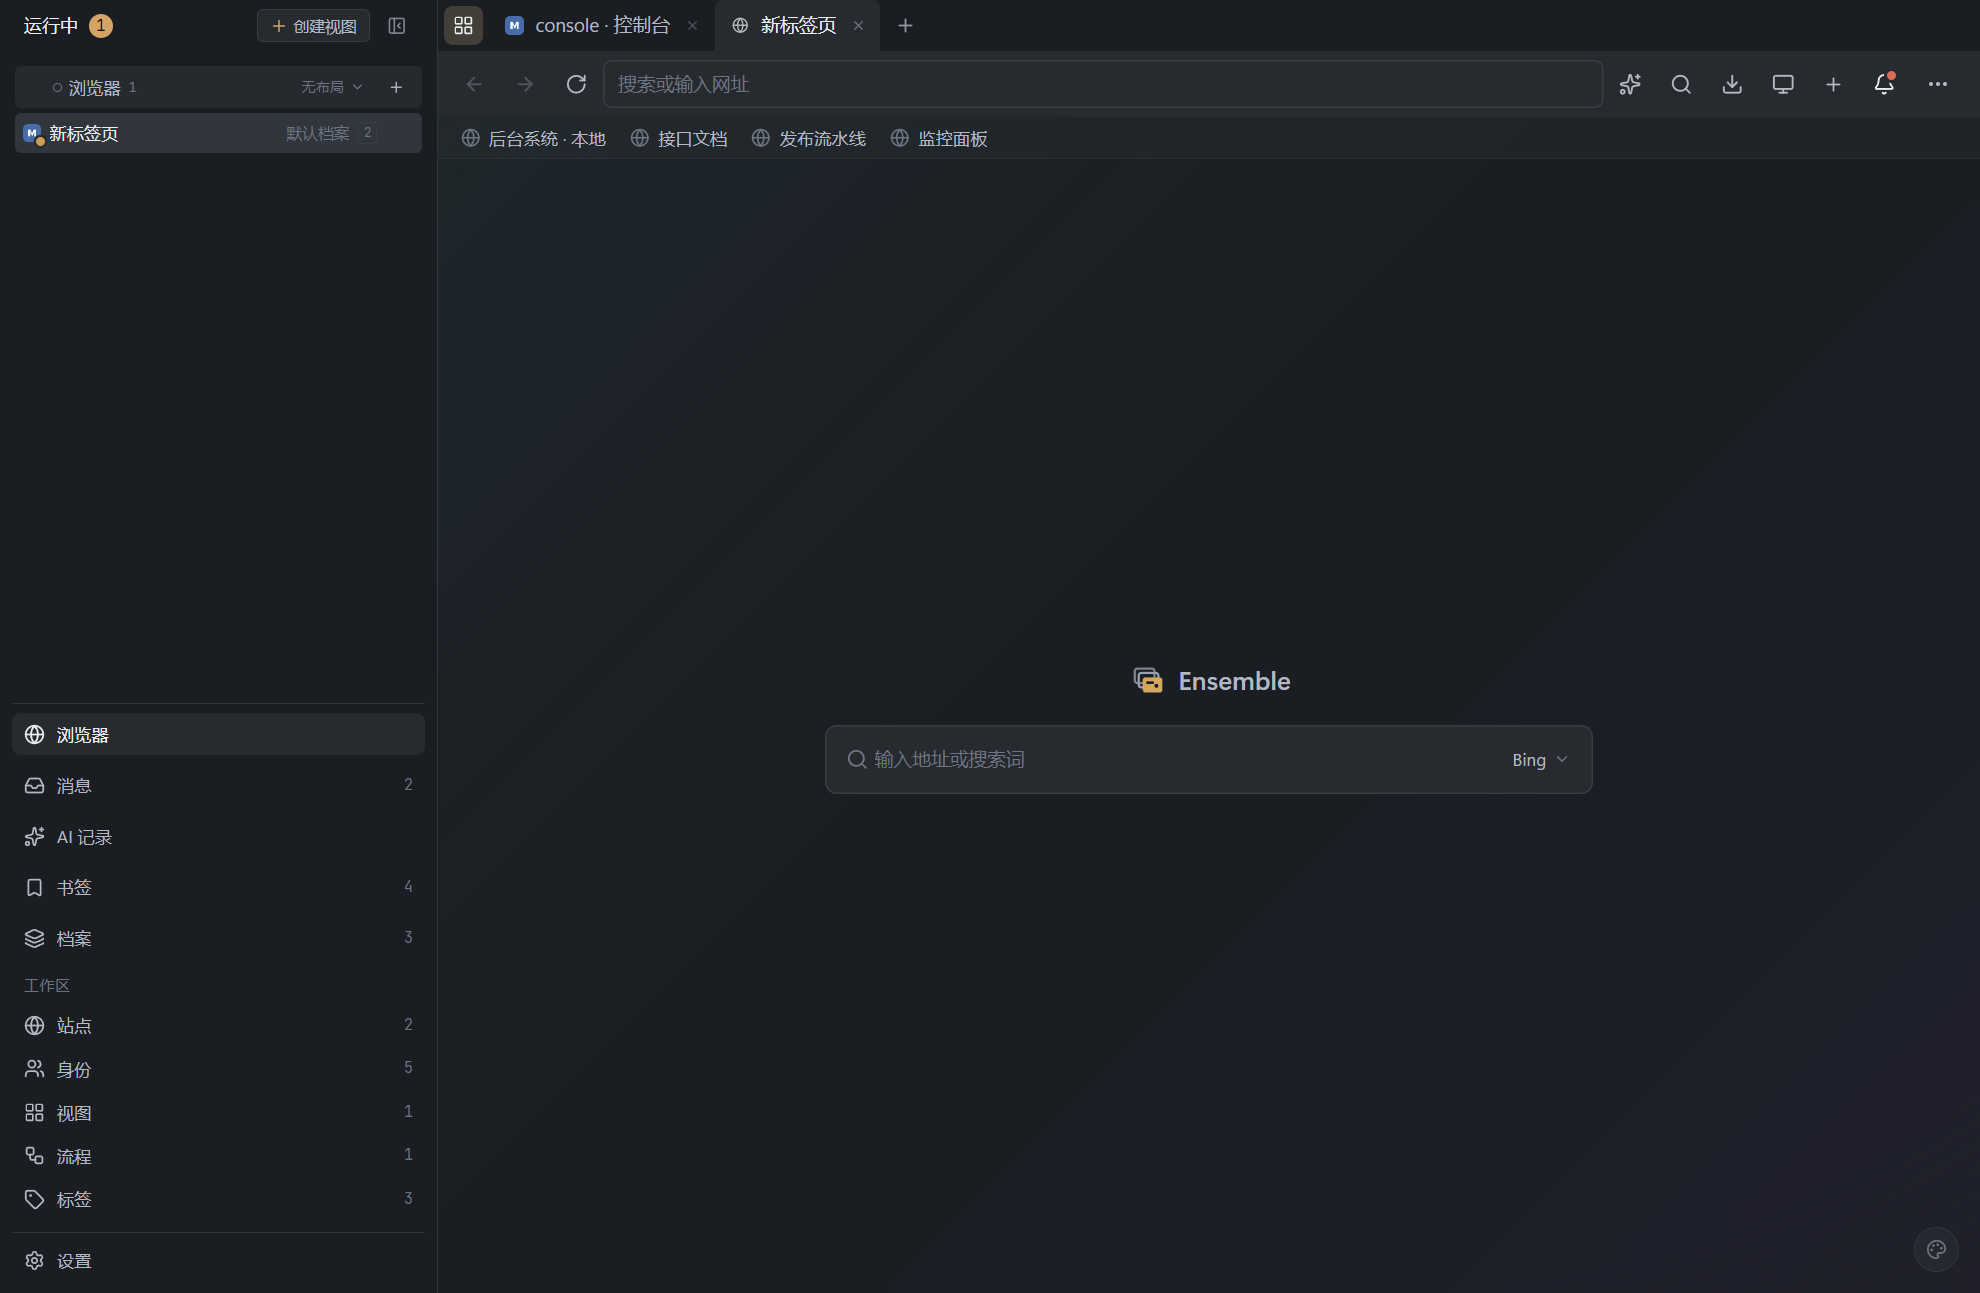 运行中 1
创建视图
浏览器 1 无布局
M 新标签页 默认档案 2
M console · 控制台
新标签页
搜索或输入网址
后台系统 · 本地
接口文档
发布流水线
监控面板
Ensemble
输入地址或搜索词 Bing
浏览器
消息 2
AI 记录
书签 4
档案 3
工作区
站点 2
身份 5
视图 1
流程 1
标签 3
设置